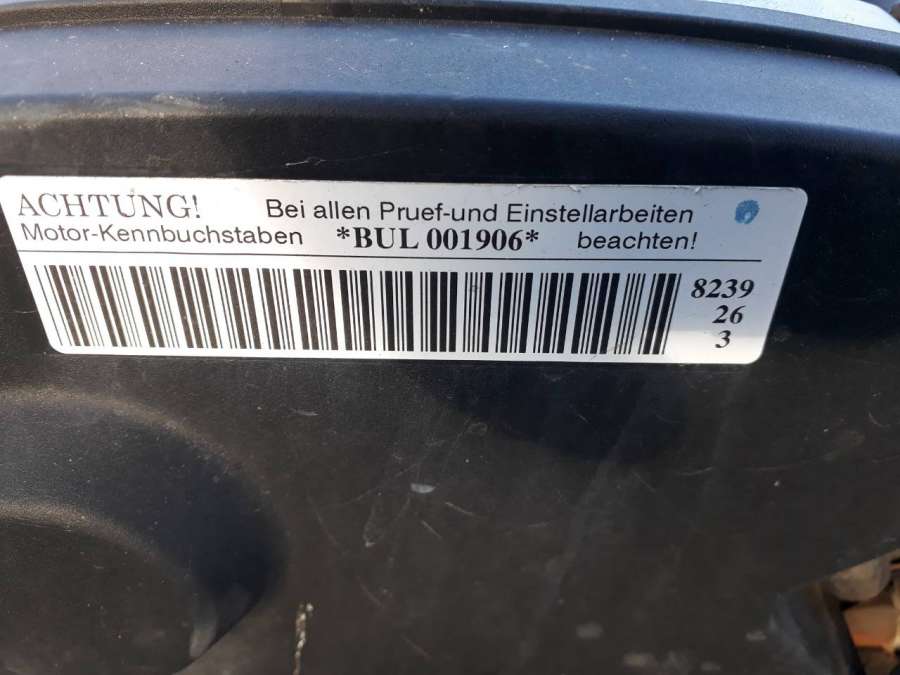 ACHTUNG! Bei allen Pruef-und Einstellarbeiten
Motor-Kennbuchstaben *BUL 001906* beachten!
8239
26
3